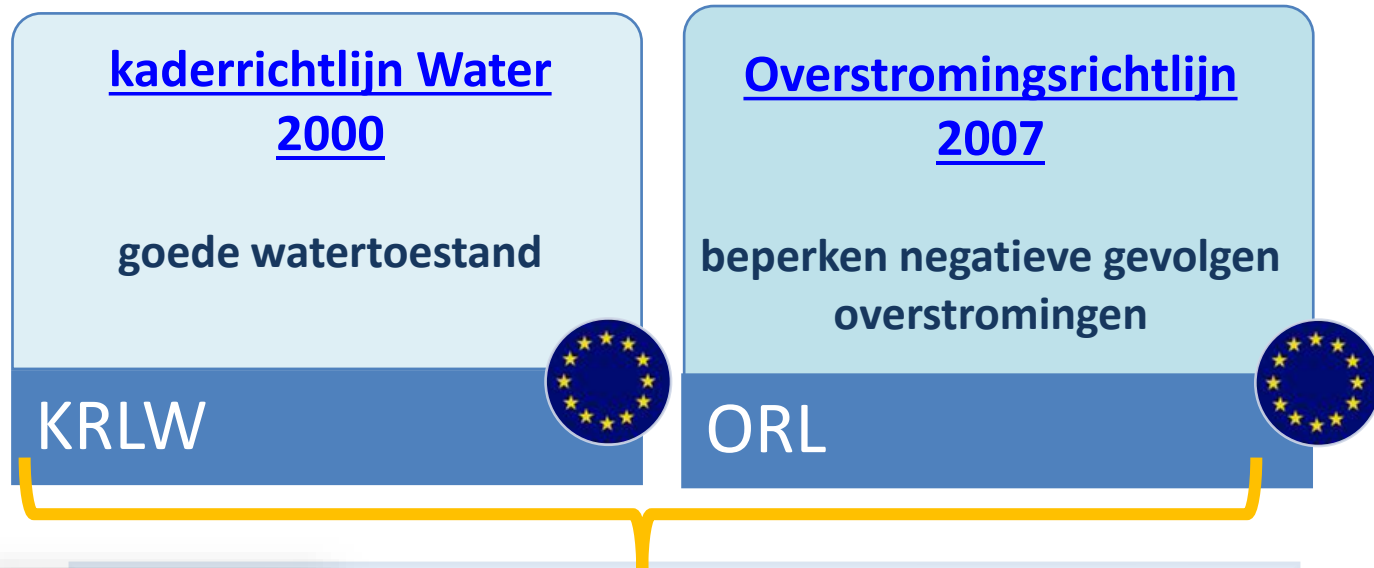 kaderrichtlijn Water
2000
goede watertoestand
KRLW
Overstromingsrichtlijn
2007
beperken negatieve gevolgen
overstromingen
ORL